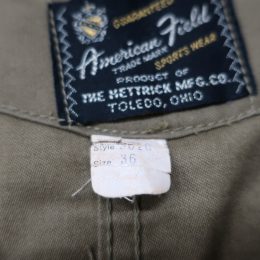 GUARANTEED
American Field
TRADE MARK SPORTS WEAR
PRODUCT OF
THE HETTRICK MFG. CO.
TOLEDO, OHIO
Style
Size 36